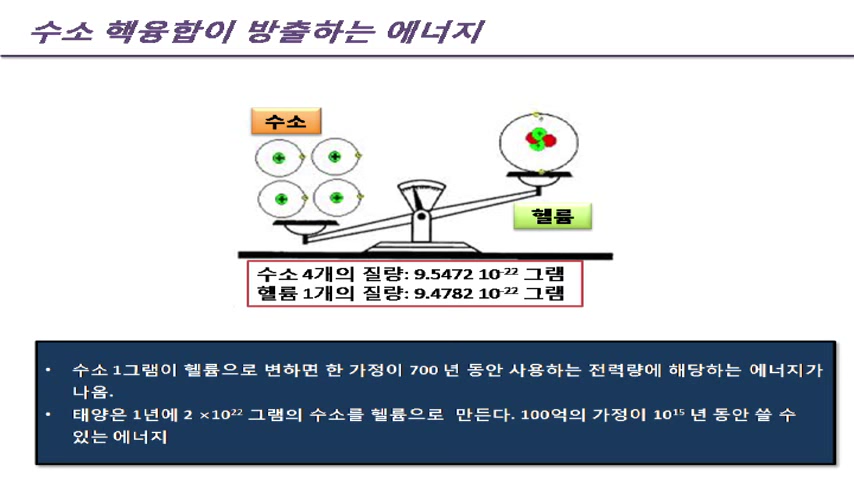 수소 핵융합이 방출하는 에너지
수소
헬륨
수소 4개의 질량: 9.5472 10⁻²² 그램
헬륨 1개의 질량: 9.4782 10⁻²² 그램
• 수소 1그램이 헬륨으로 변하면 한 가정이 700 년 동안 사용하는 전력량에 해당하는 에너지가
나옴.
• 태양은 1년에 2 ×10²² 그램의 수소를 헬륨으로 만든다. 100억의 가정이 10¹⁵ 년 동안 쓸 수
있는 에너지